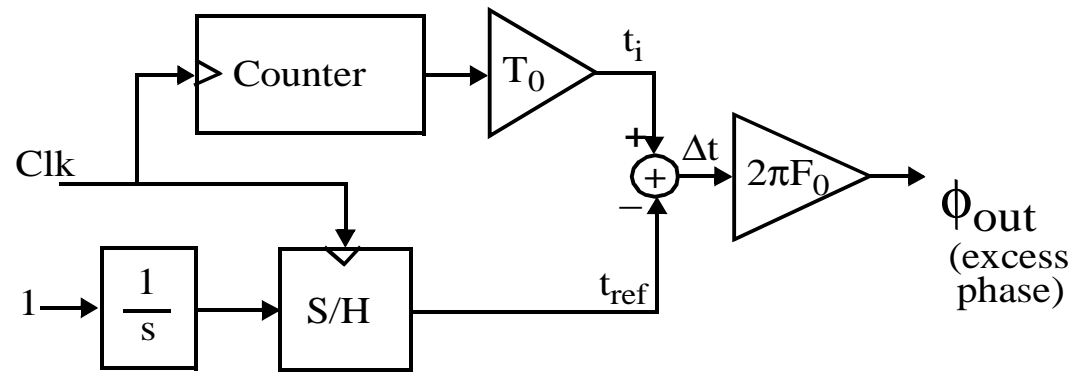 Counter
T₀
tᵢ
+
Clk
+
Δt
2πF₀
−
ϕout
(excess
phase)
1
1
s
S/H
tref